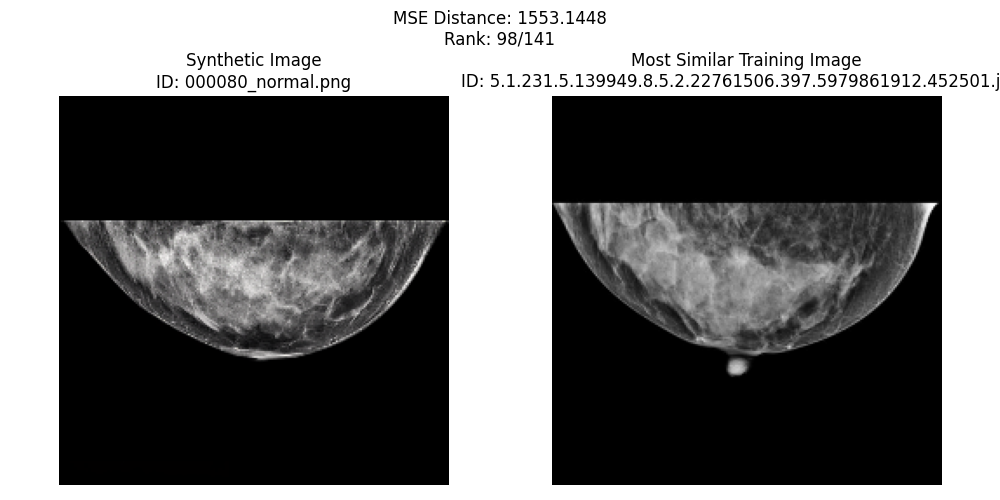 MSE Distance: 1553.1448
Rank: 98/141
Synthetic Image
ID: 000080_normal.png
Most Similar Training Image
ID: 5.1.231.5.139949.8.5.2.22761506.397.5979861912.452501.j